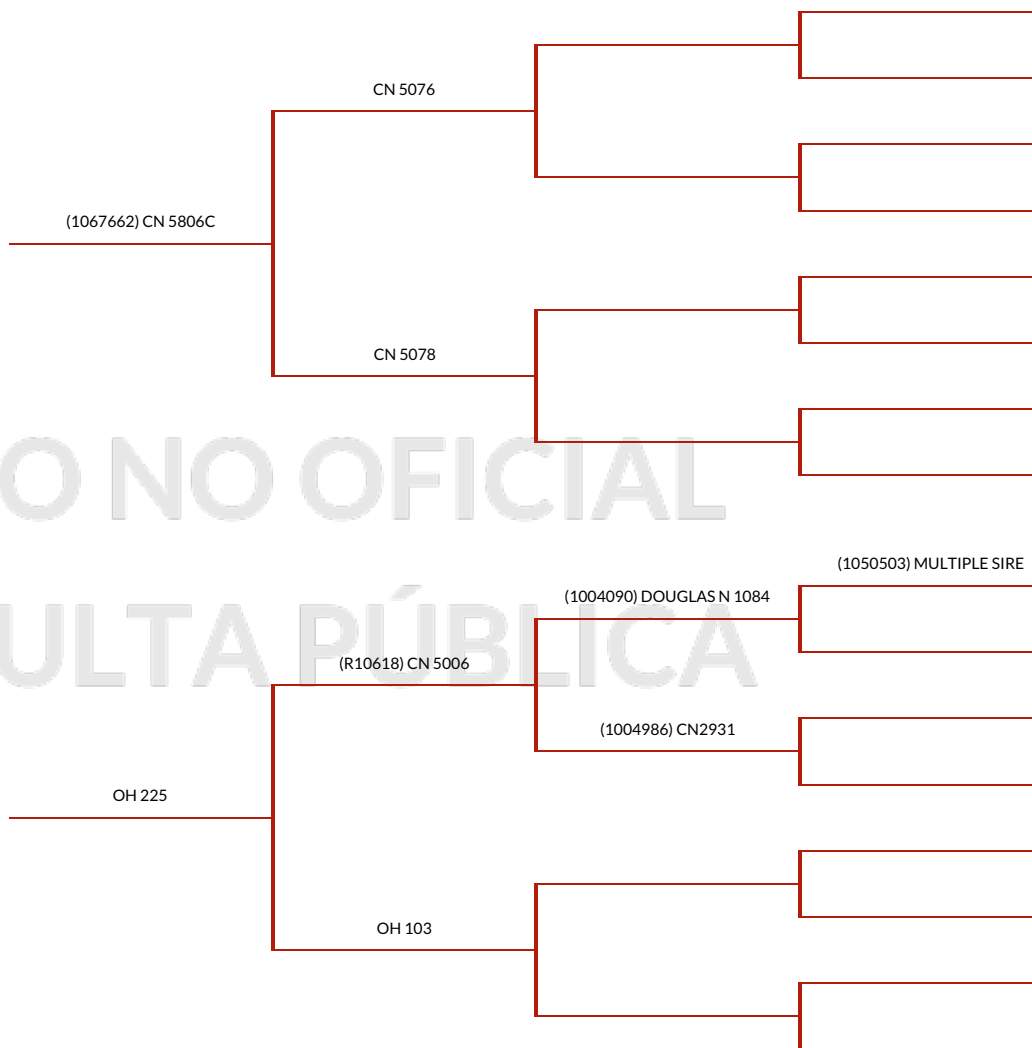 CN 5076
(1067662) CN 5806C
CN 5078
O NO OFICIAL
(1050503) MULTIPLE SIRE
(1004090) DOUGLAS N 1084
ULTA PÚBLICA
(R10618) CN 5006
(1004986) CN2931
OH 225
OH 103